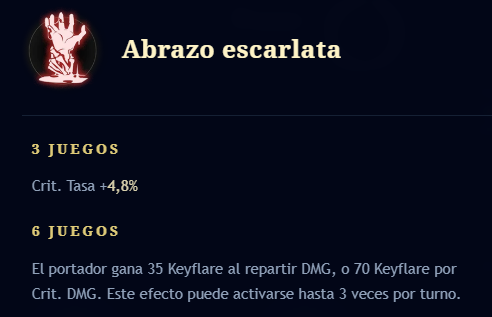 Abrazo escarlata
3 JUEGOS
Crit. Tasa +4,8%
6 JUEGOS
El portador gana 35 Keyflare al repartir DMG, o 70 Keyflare por
Crit. DMG. Este efecto puede activarse hasta 3 veces por turno.